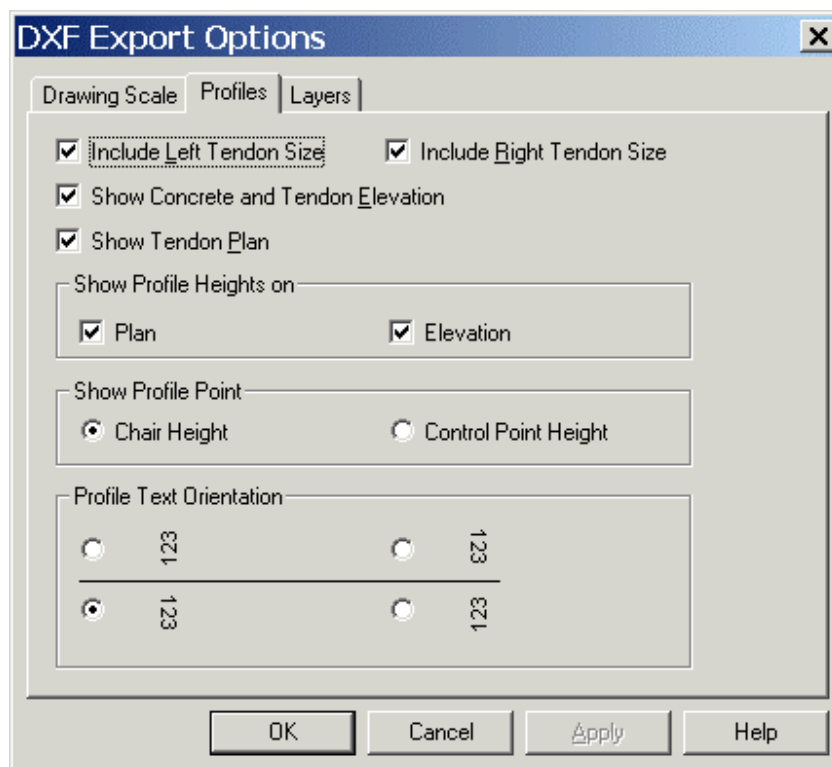 DXF Export Options
Drawing Scale Profiles Layers
Include Left Tendon Size Include Right Tendon Size
Show Concrete and Tendon Elevation
Show Tendon Plan
Show Profile Heights on
Plan Elevation
Show Profile Point
Chair Height Control Point Height
Profile Text Orientation
123 123
123 123
OK Cancel Apply Help